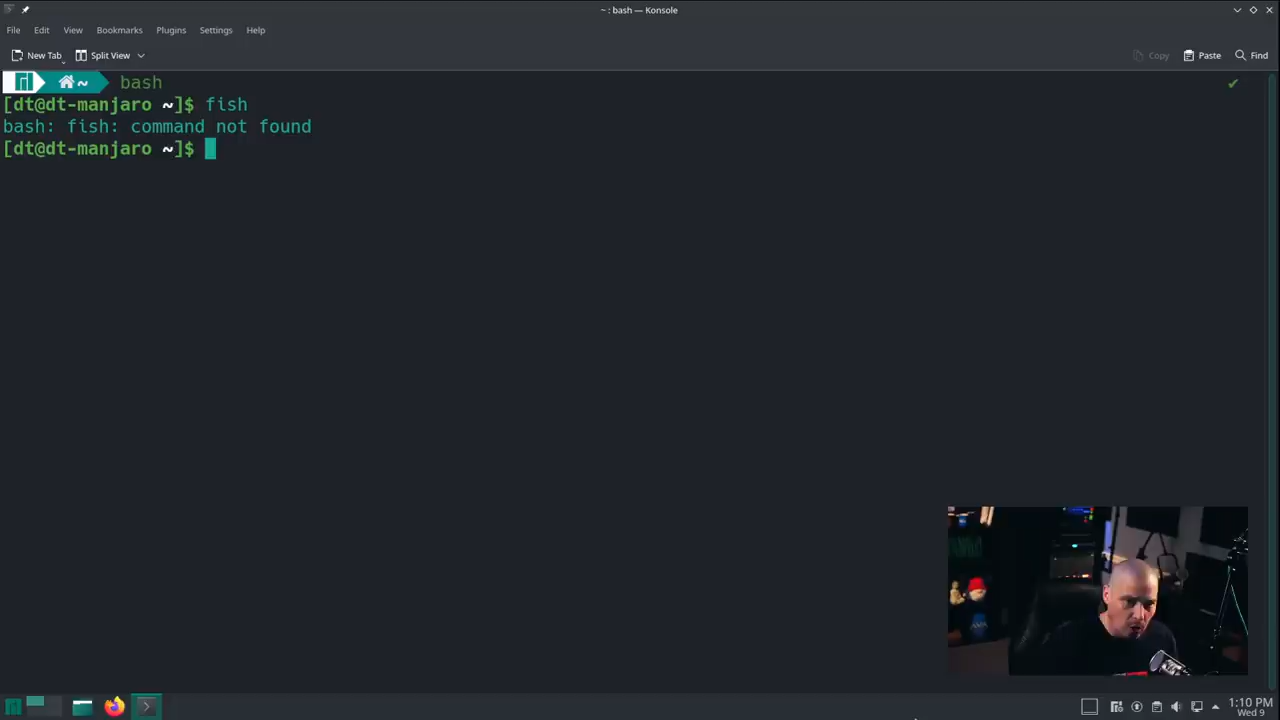 ~ : bash — Konsole
File Edit View Bookmarks Plugins Settings Help
New Tab Split View Copy Paste Find
~ bash
[dt@dt-manjaro ~]$ fish
bash: fish: command not found
[dt@dt-manjaro ~]$
1:10 PM
Wed 9